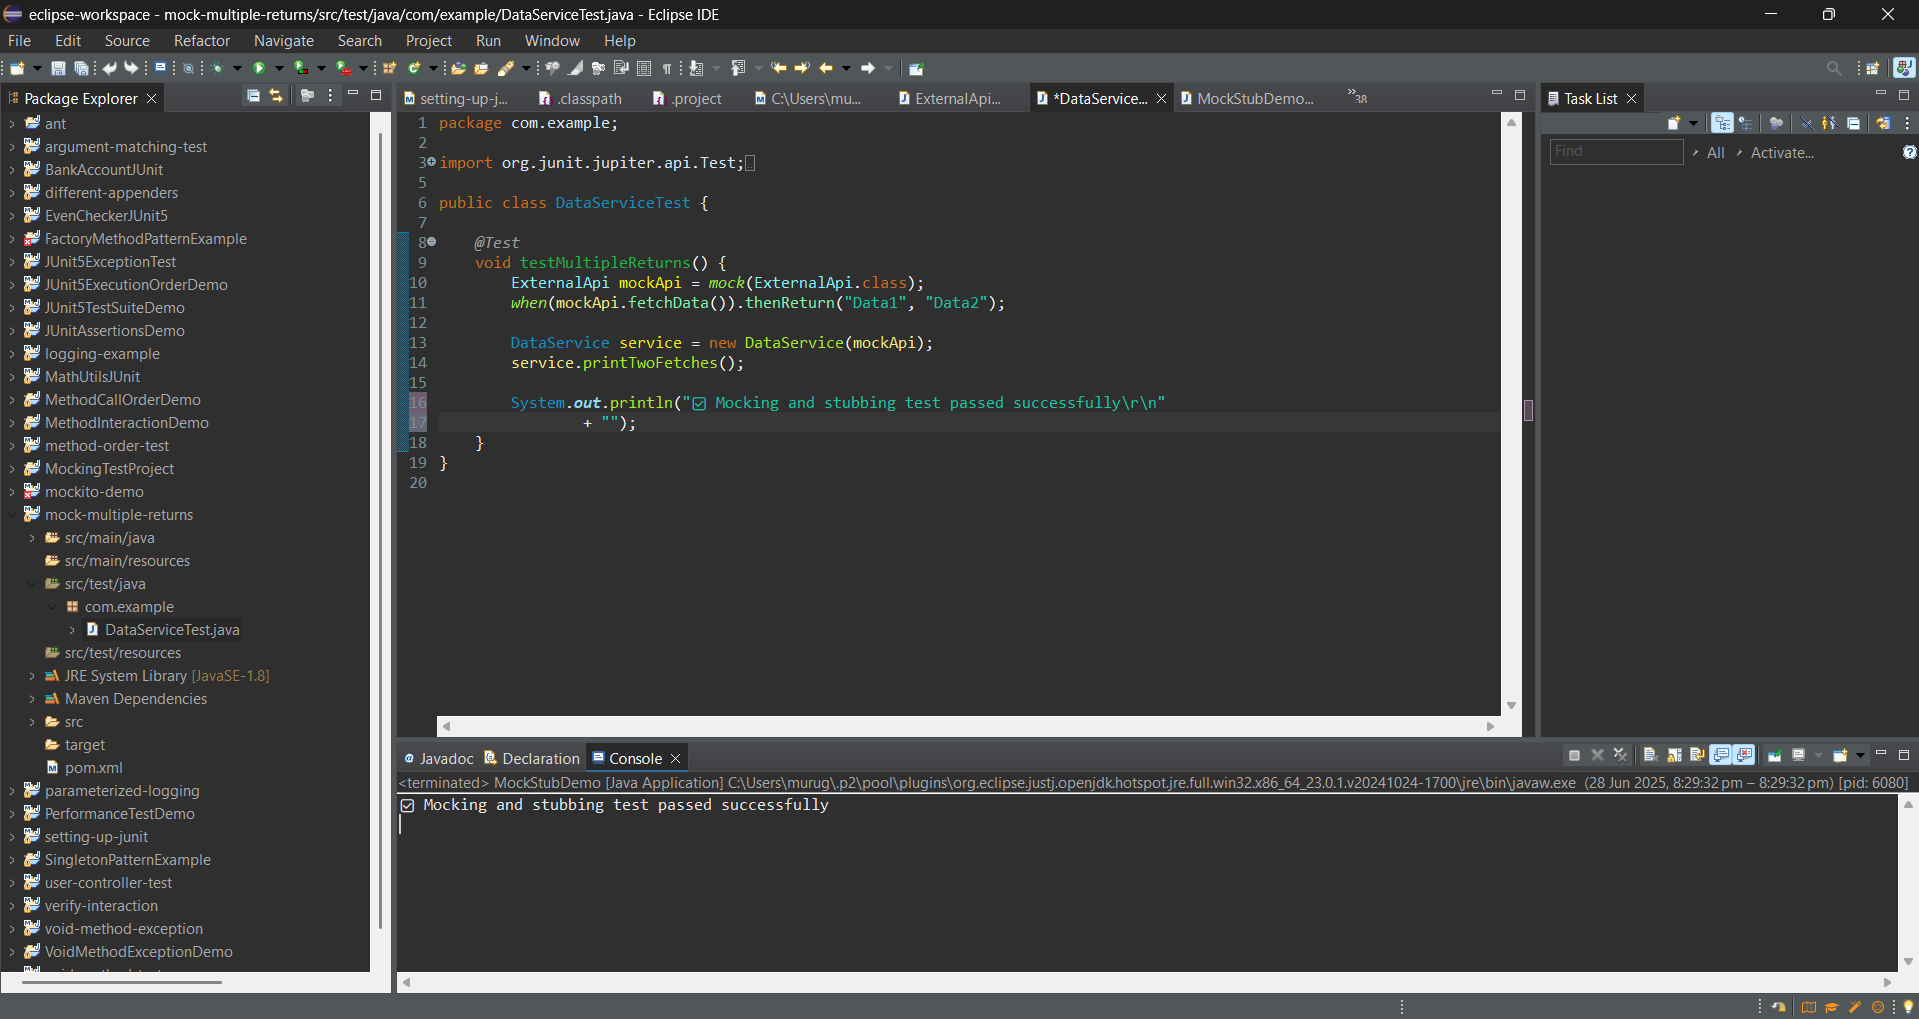 eclipse-workspace - mock-multiple-returns/src/test/java/com/example/DataServiceTest.java - Eclipse IDE
File Edit Source Refactor Navigate Search Project Run Window Help
Package Explorer
ant
argument-matching-test
BankAccountJUnit
different-appenders
EvenCheckerJUnit5
FactoryMethodPatternExample
JUnit5ExceptionTest
JUnit5ExecutionOrderDemo
JUnit5TestSuiteDemo
JUnitAssertionsDemo
logging-example
MathUtilsJUnit
MethodCallOrderDemo
MethodInteractionDemo
method-order-test
MockingTestProject
mockito-demo
mock-multiple-returns
src/main/java
src/main/resources
src/test/java
com.example
DataServiceTest.java
src/test/resources
JRE System Library [JavaSE-1.8]
Maven Dependencies
src
target
pom.xml
parameterized-logging
PerformanceTestDemo
setting-up-junit
SingletonPatternExample
user-controller-test
verify-interaction
void-method-exception
VoidMethodExceptionDemo
setting-up-j... .classpath .project C:\Users\mu... ExternalApi... *DataService... MockStubDemo... »38
1 package com.example;
2
3 import org.junit.jupiter.api.Test;
5
6 public class DataServiceTest {
7
8 @Test
9 void testMultipleReturns() {
10 ExternalApi mockApi = mock(ExternalApi.class);
11 when(mockApi.fetchData()).thenReturn("Data1", "Data2");
12
13 DataService service = new DataService(mockApi);
14 service.printTwoFetches();
15
16 System.out.println("☑ Mocking and stubbing test passed successfully\r\n"
17 + "");
18 }
19 }
20
Task List
Find All Activate...
Javadoc Declaration Console
<terminated> MockStubDemo [Java Application] C:\Users\murug\.p2\pool\plugins\org.eclipse.justj.openjdk.hotspot.jre.full.win32.x86_64_23.0.1.v20241024-1700\jre\bin\javaw.exe (28 Jun 2025, 8:29:32 pm – 8:29:32 pm) [pid: 6080]
☑ Mocking and stubbing test passed successfully